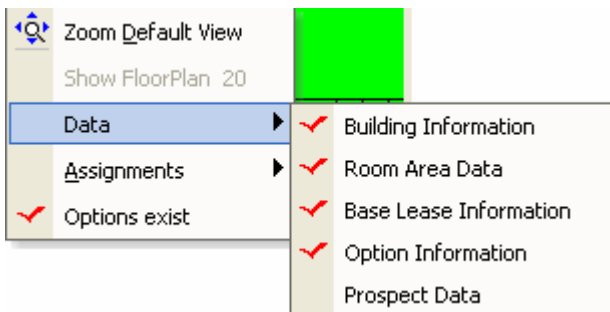 Zoom Default View
Show FloorPlan 20
Data
Assignments
Options exist
Building Information
Room Area Data
Base Lease Information
Option Information
Prospect Data